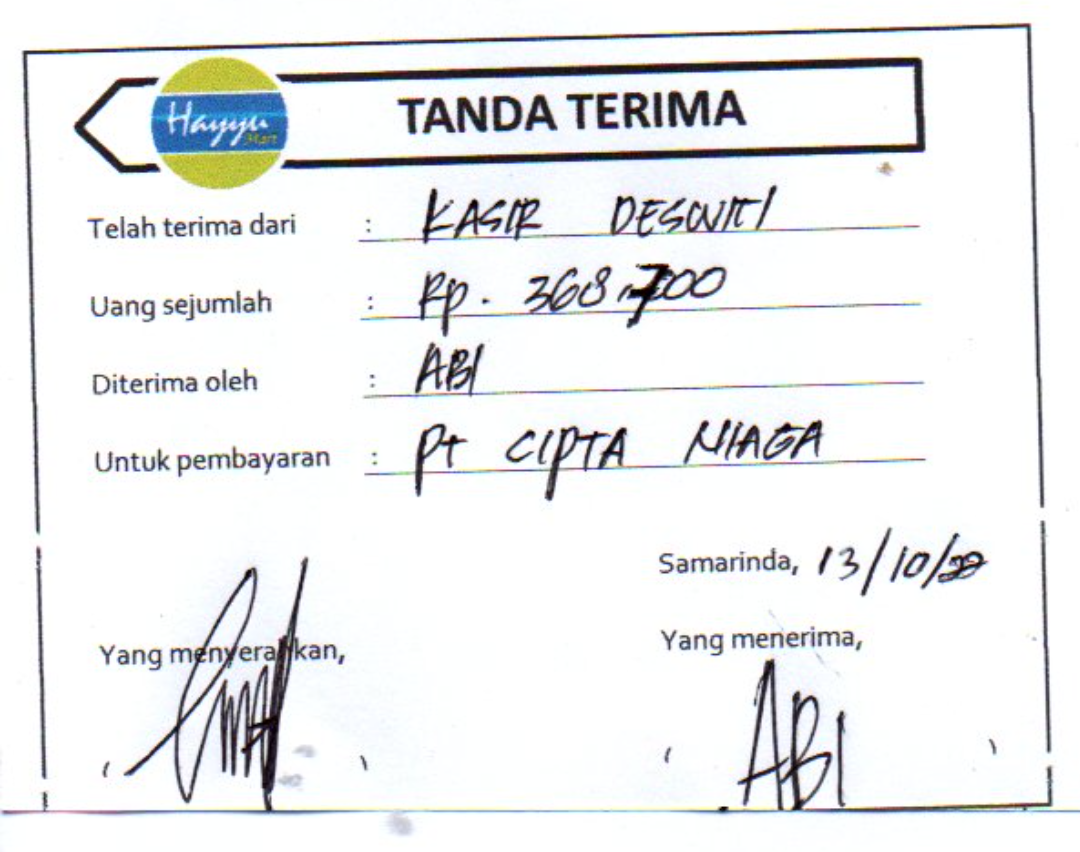 Hayyu
Mart
TANDA TERIMA
Telah terima dari : KASIR DESWITI
Uang sejumlah : Rp. 368.700
Diterima oleh : ABI
Untuk pembayaran : PT CIPTA NIAGA
Samarinda, 13/10/22
Yang menyerahkan, Yang menerima,
( ) ( ABI )